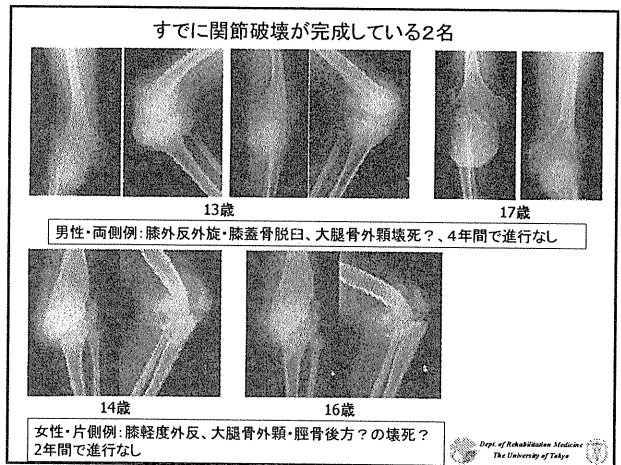 すでに関節破壊が完成している2名
13歳
17歳
男性・両側例:膝外反外旋・膝蓋骨脱臼、大腿骨外顆壊死?、4年間で進行なし
14歳
16歳
女性・片側例:膝軽度外反、大腿骨外顆・脛骨後方?の壊死?
2年間で進行なし
Dept. of Rehabilitation Medicine
The University of Tokyo